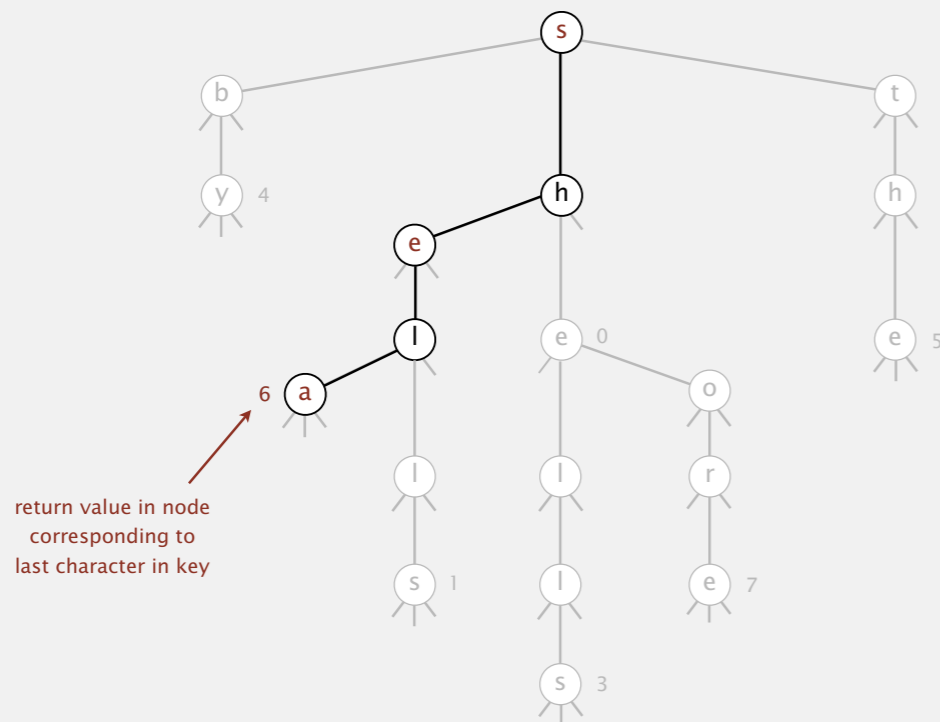 s
b
t
y 4
h
h
e
l
e 0
e 5
6 a
o
l
l
r
return value in node
corresponding to
last character in key
s 1
l
e 7
s 3